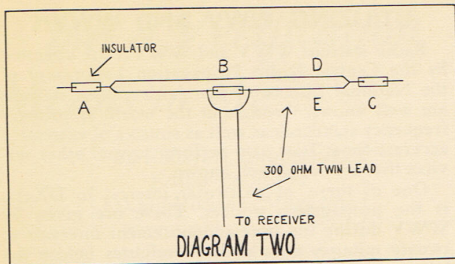 INSULATOR
B
D
A
E
C
300 OHM TWIN LEAD
TO RECEIVER
DIAGRAM TWO